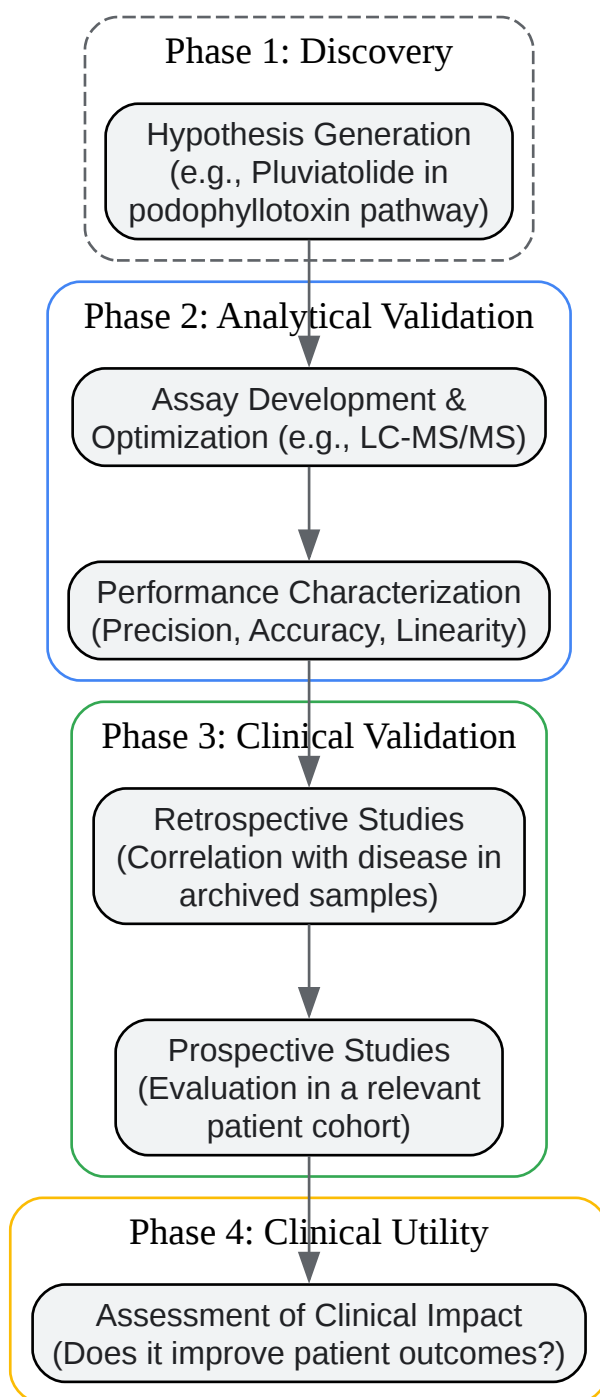 Phase 1: Discovery
Hypothesis Generation
(e.g., Pluviatolide in
podophyllotoxin pathway)
Phase 2: Analytical Validation
Assay Development &
Optimization (e.g., LC-MS/MS)
Performance Characterization
(Precision, Accuracy, Linearity)
Phase 3: Clinical Validation
Retrospective Studies
(Correlation with disease in
archived samples)
Prospective Studies
(Evaluation in a relevant
patient cohort)
Phase 4: Clinical Utility
Assessment of Clinical Impact
(Does it improve patient outcomes?)